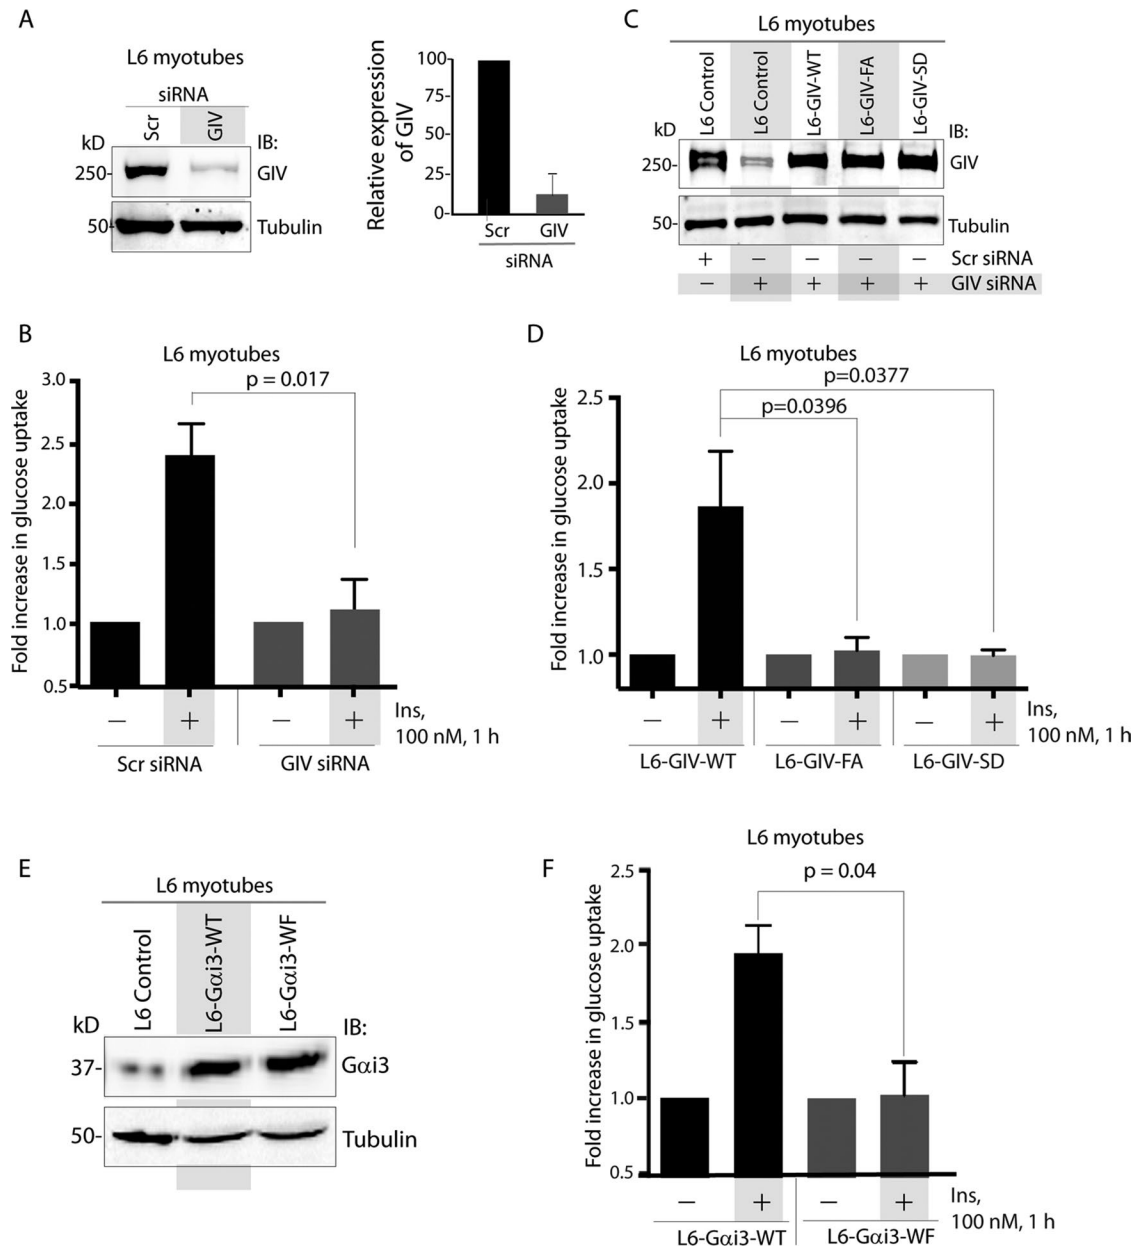 A
L6 myotubes
siRNA
Scr
GIV
kD
IB:
250-
GIV
50-
Tubulin
Relative expression
of GIV
100-
75-
50-
25-
0-
Scr
GIV
siRNA
C
L6 myotubes
L6 Control
L6 Control
L6-GIV-WT
L6-GIV-FA
L6-GIV-SD
kD
IB:
250-
GIV
50-
Tubulin
+ – – – – Scr siRNA
– + + + + GIV siRNA
B
L6 myotubes
p = 0.017
Fold increase in glucose uptake
3.0
2.5
2.0
1.5
1.0
0.5
– + – + Ins,
100 nM, 1 h
Scr siRNA
GIV siRNA
D
L6 myotubes
p=0.0377
p=0.0396
Fold increase in glucose uptake
2.5
2.0
1.5
1.0
– + – + – + Ins,
100 nM, 1 h
L6-GIV-WT
L6-GIV-FA
L6-GIV-SD
E
L6 myotubes
L6 Control
L6-Gαi3-WT
L6-Gαi3-WF
kD
IB:
37-
Gαi3
50-
Tubulin
F
L6 myotubes
p = 0.04
Fold increase in glucose uptake
2.5
2.0
1.5
1.0
0.5
– + – + Ins,
100 nM, 1 h
L6-Gαi3-WT
L6-Gαi3-WF